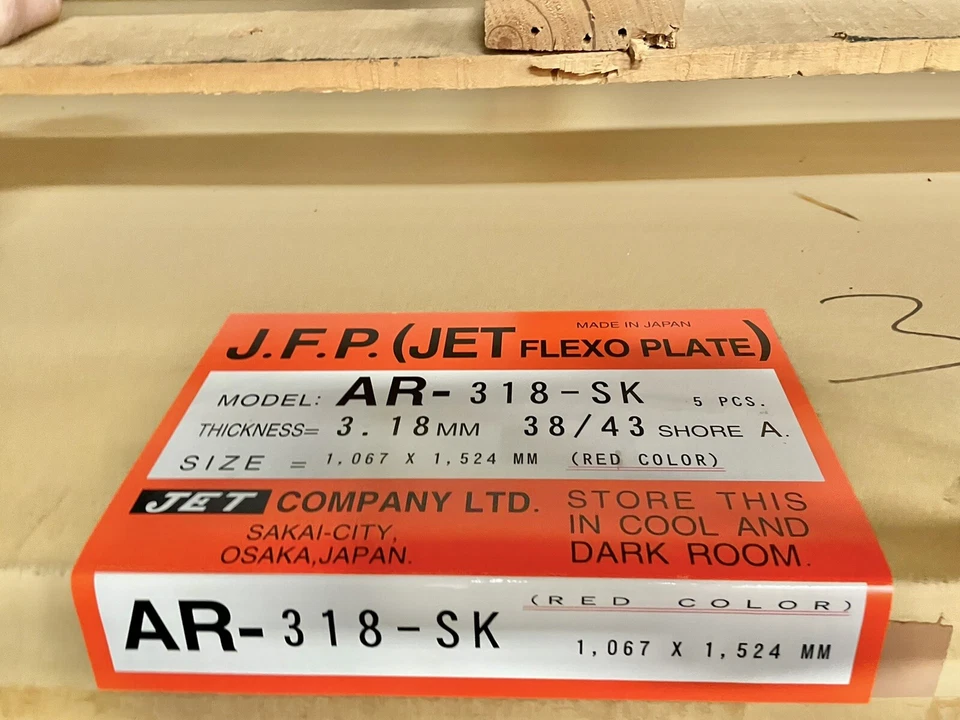 MADE IN JAPAN
J.F.P. (JET FLEXO PLATE)
MODEL: AR-318-SK 5 PCS.
THICKNESS= 3.18MM 38/43 SHORE A.
SIZE = 1,067 X 1,524 MM (RED COLOR)
JET COMPANY LTD.
SAKAI-CITY,
OSAKA,JAPAN.
STORE THIS
IN COOL AND
DARK ROOM.
(RED COLOR)
AR-318-SK
1,067 X 1,524 MM
3